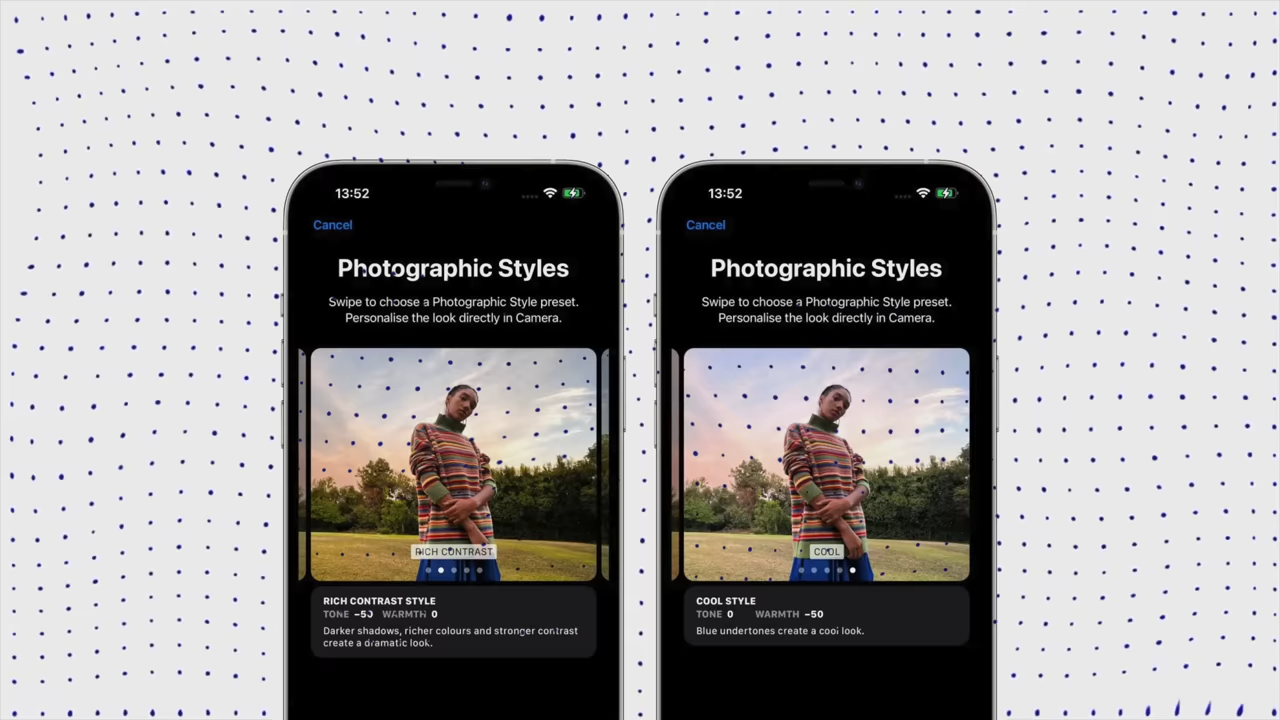 13:52
Cancel
Photographic Styles
Swipe to choose a Photographic Style preset.
Personalise the look directly in Camera.
RICH CONTRAST
RICH CONTRAST STYLE
TONE −50 WARMTH 0
Darker shadows, richer colours and stronger contrast
create a dramatic look.
13:52
Cancel
Photographic Styles
Swipe to choose a Photographic Style preset.
Personalise the look directly in Camera.
COOL
COOL STYLE
TONE 0 WARMTH −50
Blue undertones create a cool look.